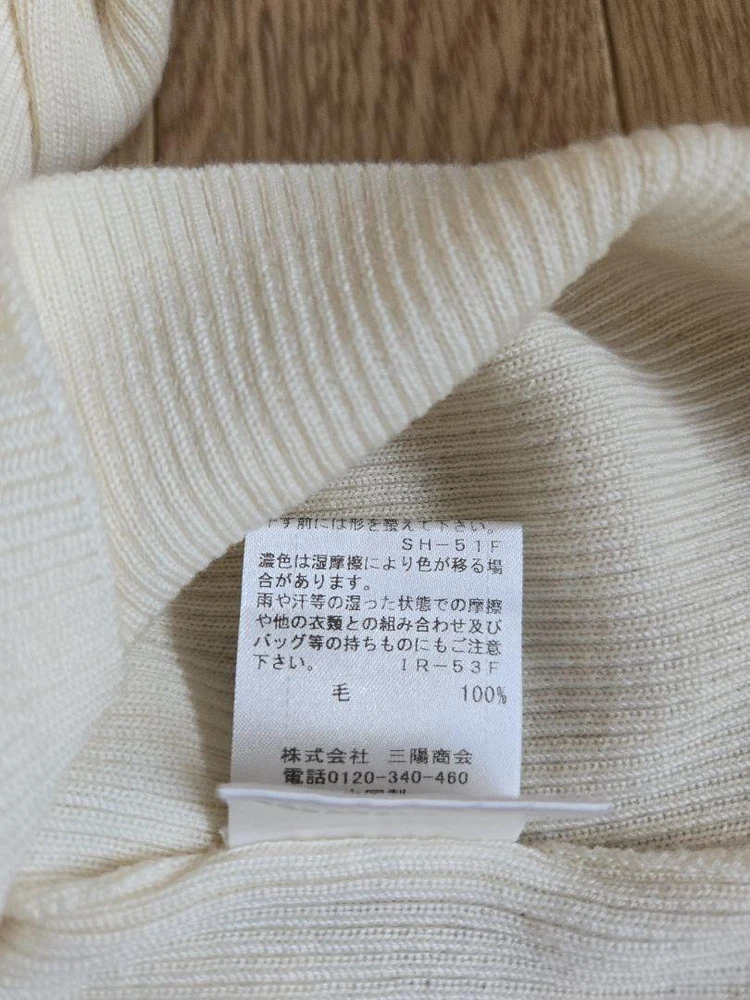 す前には形を整えて下さい。
SH-51F
濃色は湿摩擦により色が移る場
合があります。
雨や汗等の湿った状態での摩擦
や他の衣類との組み合わせ及び
バッグ等の持ちものにもご注意
下さい。 IR-53F
毛 100%
株式会社 三陽商会
電話0120-340-460